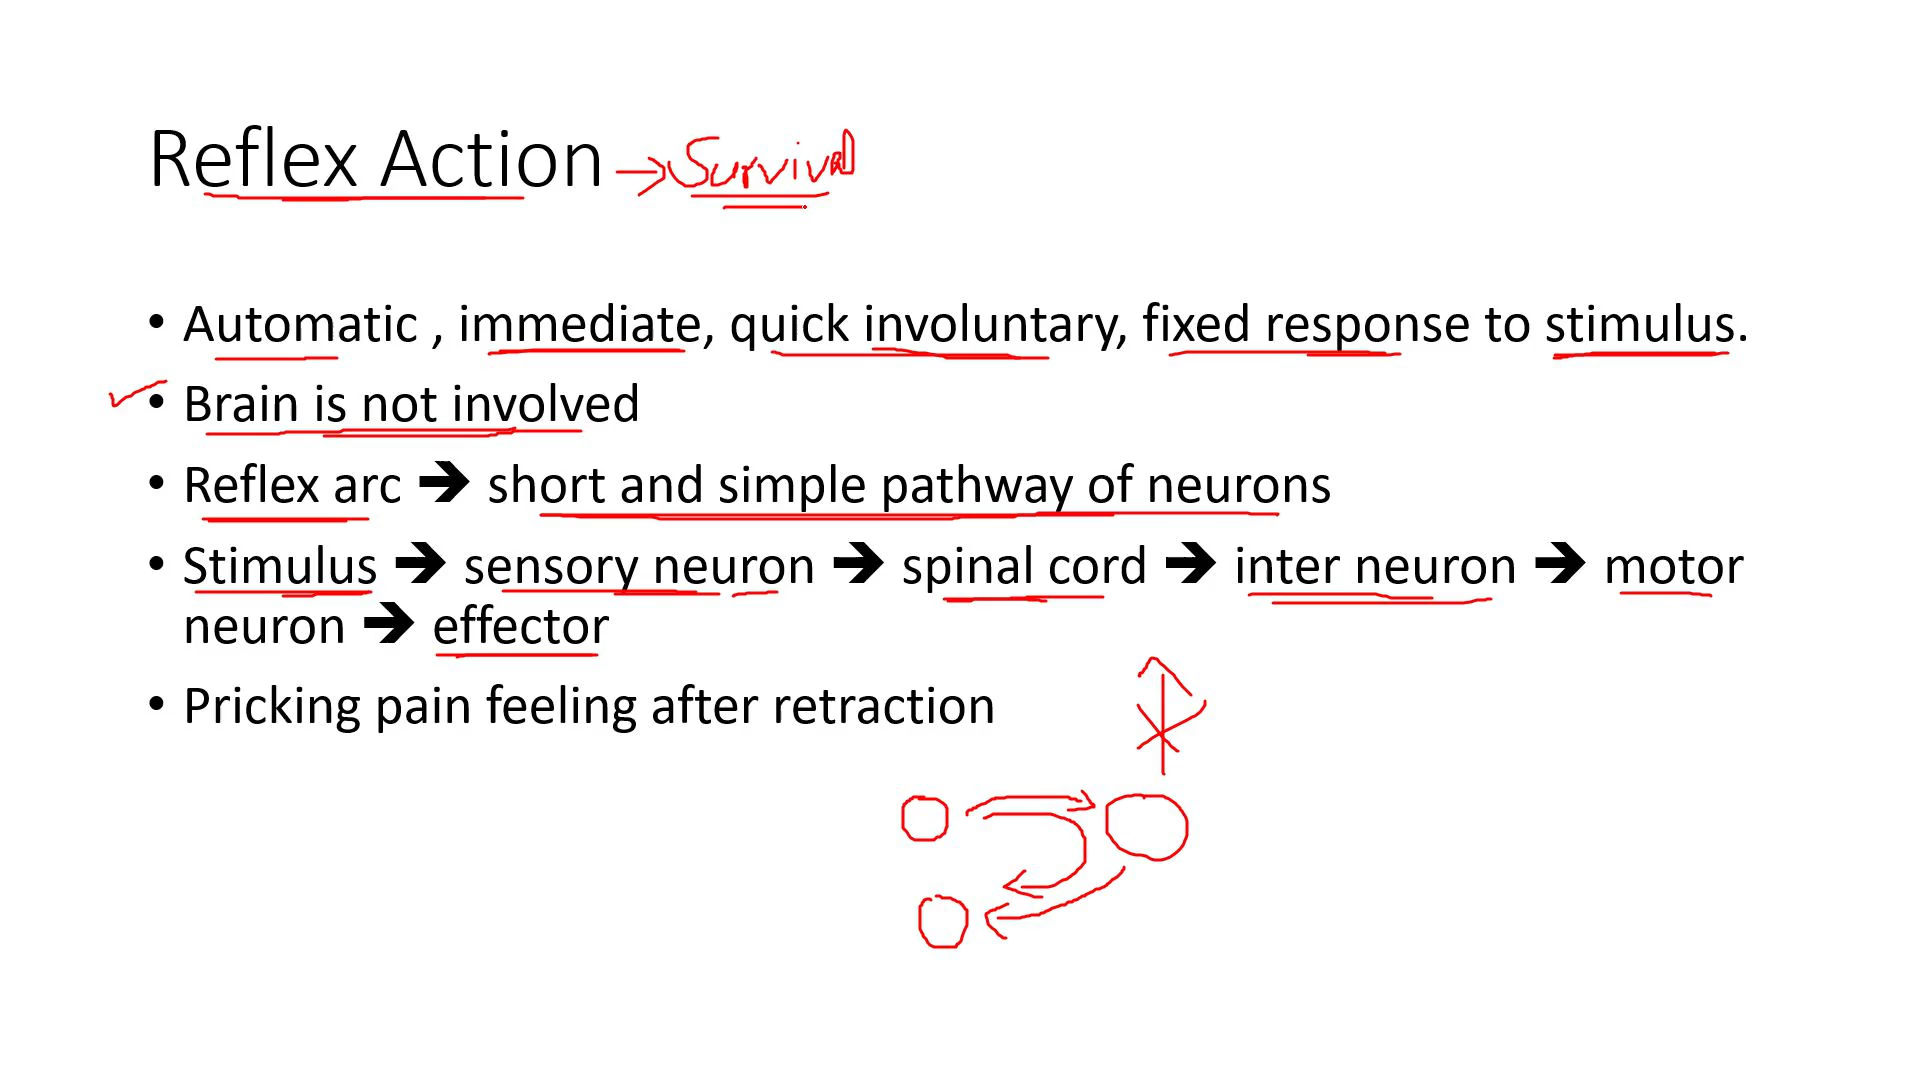 Reflex Action → Survival
• Automatic , immediate, quick involuntary, fixed response to stimulus.
• Brain is not involved
• Reflex arc 🡺 short and simple pathway of neurons
• Stimulus 🡺 sensory neuron 🡺 spinal cord 🡺 inter neuron 🡺 motor
neuron 🡺 effector
• Pricking pain feeling after retraction